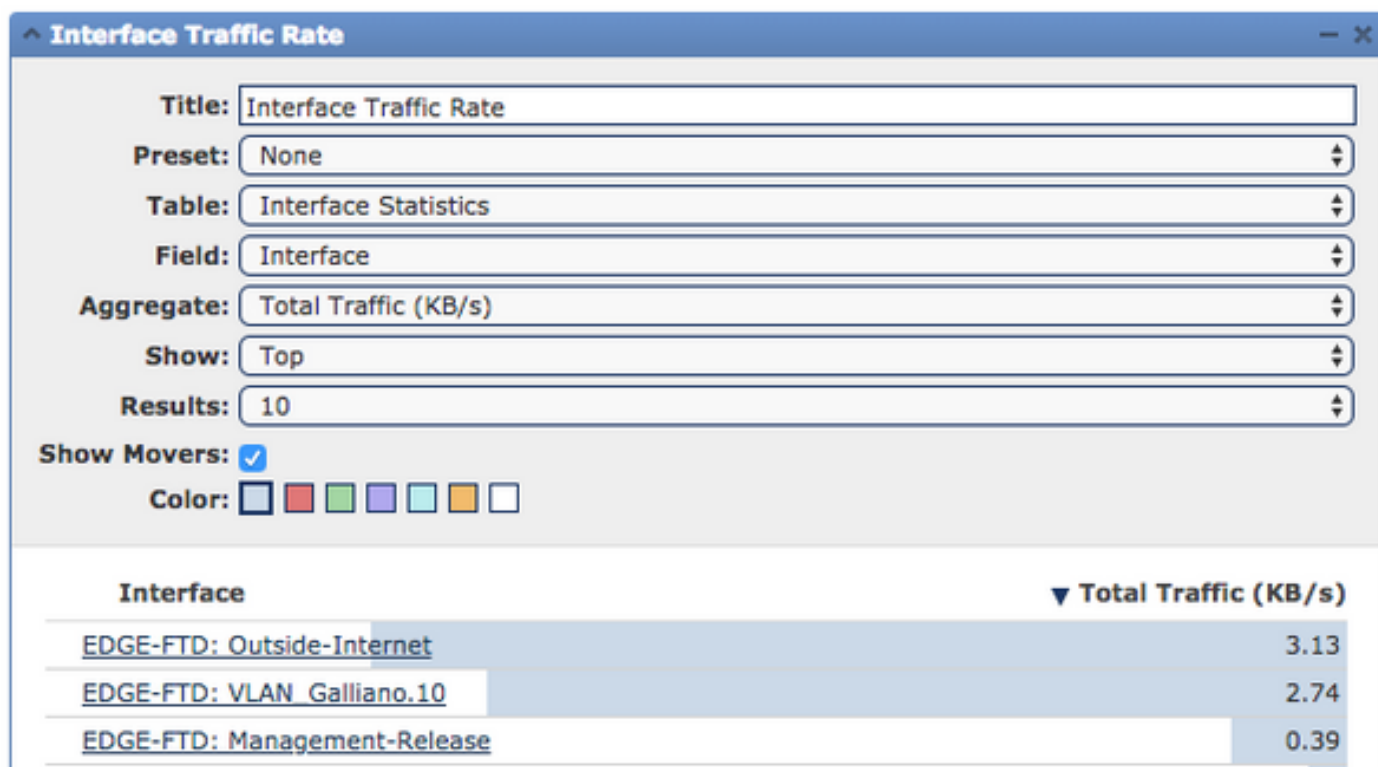 Interface Traffic Rate
Title: Interface Traffic Rate
Preset: None
Table: Interface Statistics
Field: Interface
Aggregate: Total Traffic (KB/s)
Show: Top
Results: 10
Show Movers:
Color:
Interface Total Traffic (KB/s)
EDGE-FTD: Outside-Internet 3.13
EDGE-FTD: VLAN_Galliano.10 2.74
EDGE-FTD: Management-Release 0.39